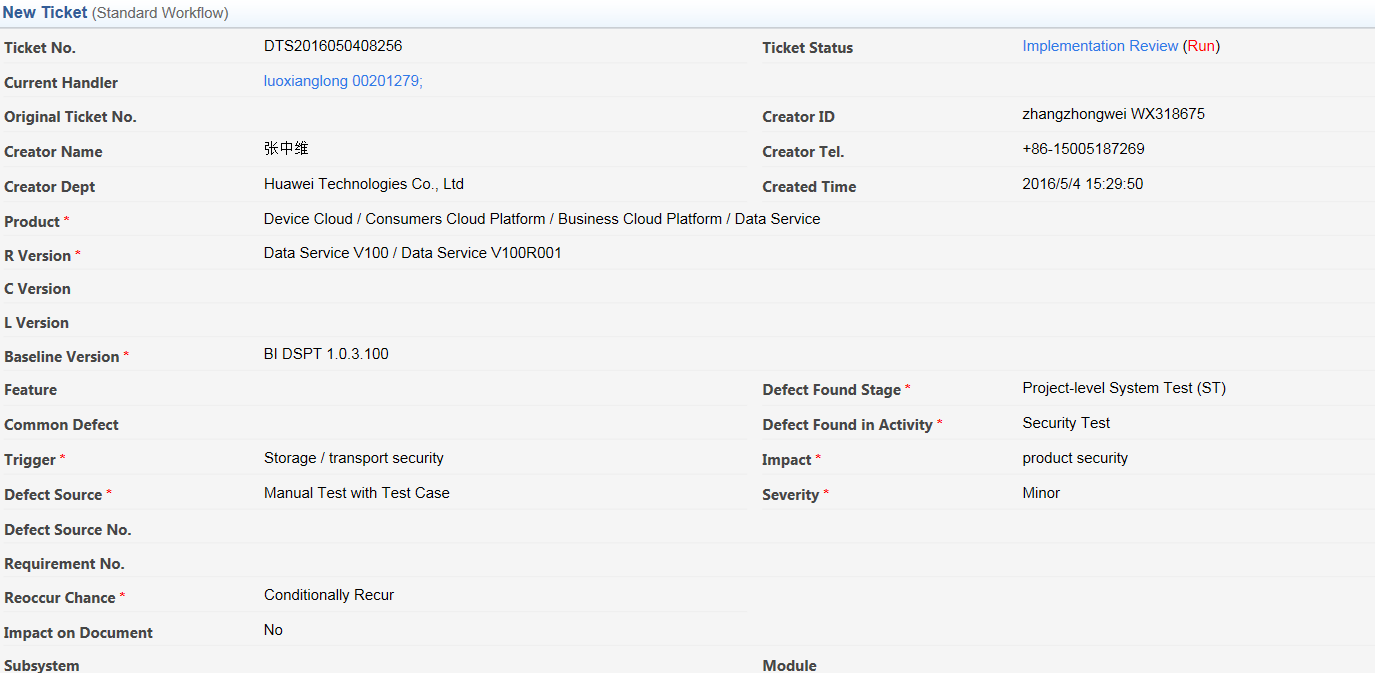 New Ticket (Standard Workflow)
Ticket No. DTS2016050408256 Ticket Status Implementation Review (Run)
Current Handler luoxianglong 00201279;
Original Ticket No. Creator ID zhangzhongwei WX318675
Creator Name 张中维 Creator Tel. +86-15005187269
Creator Dept Huawei Technologies Co., Ltd Created Time 2016/5/4 15:29:50
Product * Device Cloud / Consumers Cloud Platform / Business Cloud Platform / Data Service
R Version * Data Service V100 / Data Service V100R001
C Version
L Version
Baseline Version * BI DSPT 1.0.3.100
Feature Defect Found Stage * Project-level System Test (ST)
Common Defect Defect Found in Activity * Security Test
Trigger * Storage / transport security Impact * product security
Defect Source * Manual Test with Test Case Severity * Minor
Defect Source No.
Requirement No.
Reoccur Chance * Conditionally Recur
Impact on Document No
Subsystem Module